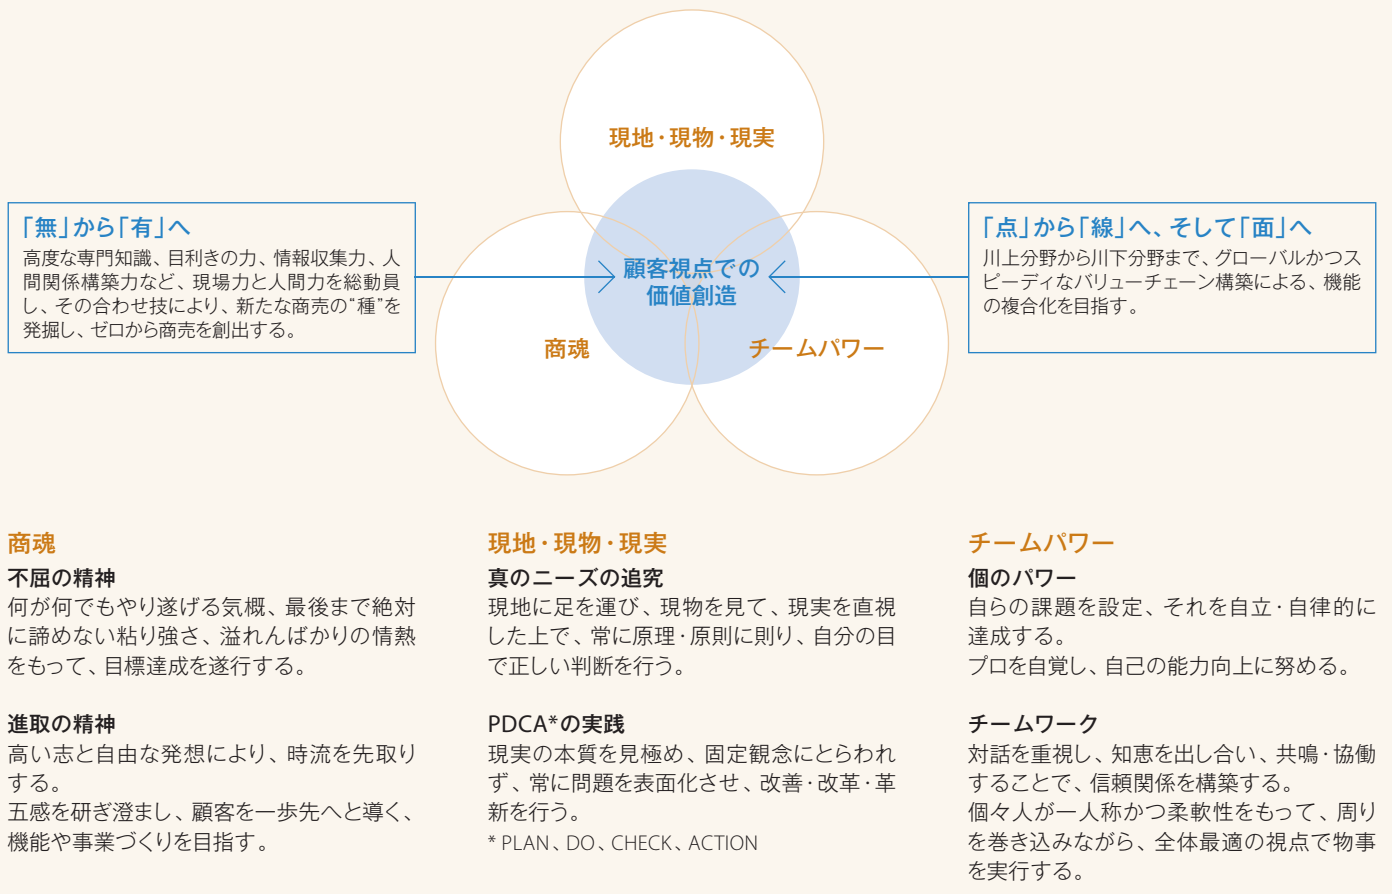 現地・現物・現実
「無」から「有」へ
高度な専門知識、目利きの力、情報収集力、人
間関係構築力など、現場力と人間力を総動員
し、その合わせ技により、新たな商売の“種”を
発掘し、ゼロから商売を創出する。
顧客視点での
価値創造
「点」から「線」へ、そして「面」へ
川上分野から川下分野まで、グローバルかつス
ピーディなバリューチェーン構築による、機能
の複合化を目指す。
商魂
チームパワー
商魂
不屈の精神
何が何でもやり遂げる気概、最後まで絶対
に諦めない粘り強さ、溢れんばかりの情熱
をもって、目標達成を遂行する。
進取の精神
高い志と自由な発想により、時流を先取り
する。
五感を研ぎ澄まし、顧客を一歩先へと導く、
機能や事業づくりを目指す。
現地・現物・現実
真のニーズの追究
現地に足を運び、現物を見て、現実を直視
した上で、常に原理・原則に則り、自分の目
で正しい判断を行う。
PDCA*の実践
現実の本質を見極め、固定観念にとらわれ
ず、常に問題を表面化させ、改善・改革・革
新を行う。
* PLAN、DO、CHECK、ACTION
チームパワー
個のパワー
自らの課題を設定、それを自立・自律的に
達成する。
プロを自覚し、自己の能力向上に努める。
チームワーク
対話を重視し、知恵を出し合い、共鳴・協働
することで、信頼関係を構築する。
個々人が一人称かつ柔軟性をもって、周り
を巻き込みながら、全体最適の視点で物事
を実行する。